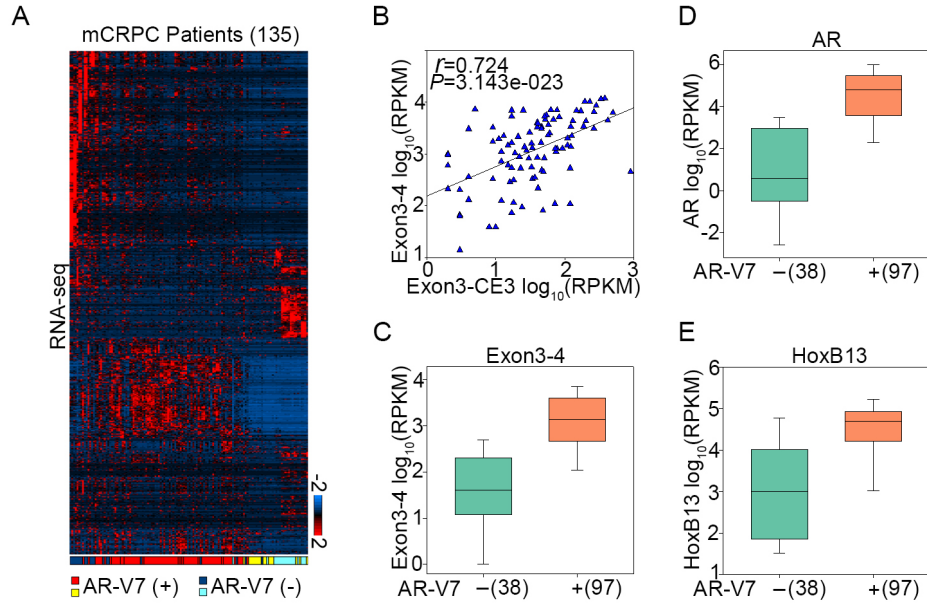 A
mCRPC Patients (135)
RNA-seq
-2
2
AR-V7 (+)
AR-V7 (-)
B
r=0.724
P=3.143e-023
Exon3-4 log10(RPKM)
4
3
2
1
0
1
2
3
Exon3-CE3 log10(RPKM)
C
Exon3-4
Exon3-4 log10(RPKM)
4
3
2
1
0
AR-V7 −(38) +(97)
D
AR
AR log10(RPKM)
6
4
-2
0
-2
AR-V7 −(38) +(97)
E
HoxB13
HoxB13 log10(RPKM)
6
5
4
3
2
1
AR-V7 −(38) +(97)